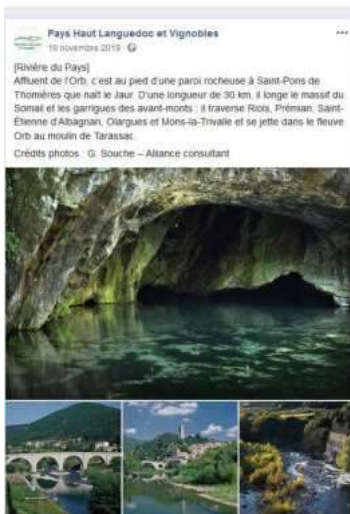 Pays Haut Languedoc et Vignobles
16 novembre 2019 ·
[Rivière du Pays]
Affluent de l'Orb, c'est au pied d'une paroi rocheuse à Saint-Pons de
Thomières que naît le Jaur. D'une longueur de 30 km, il longe le massif du
Somail et les garrigues des avant-monts : il traverse Riols, Prémian, Saint-
Étienne d'Albagnan, Olargues et Mons-la-Trivalle et se jette dans le fleuve
Orb au moulin de Tarassac.
Crédits photos : G. Souche – Alliance consultant